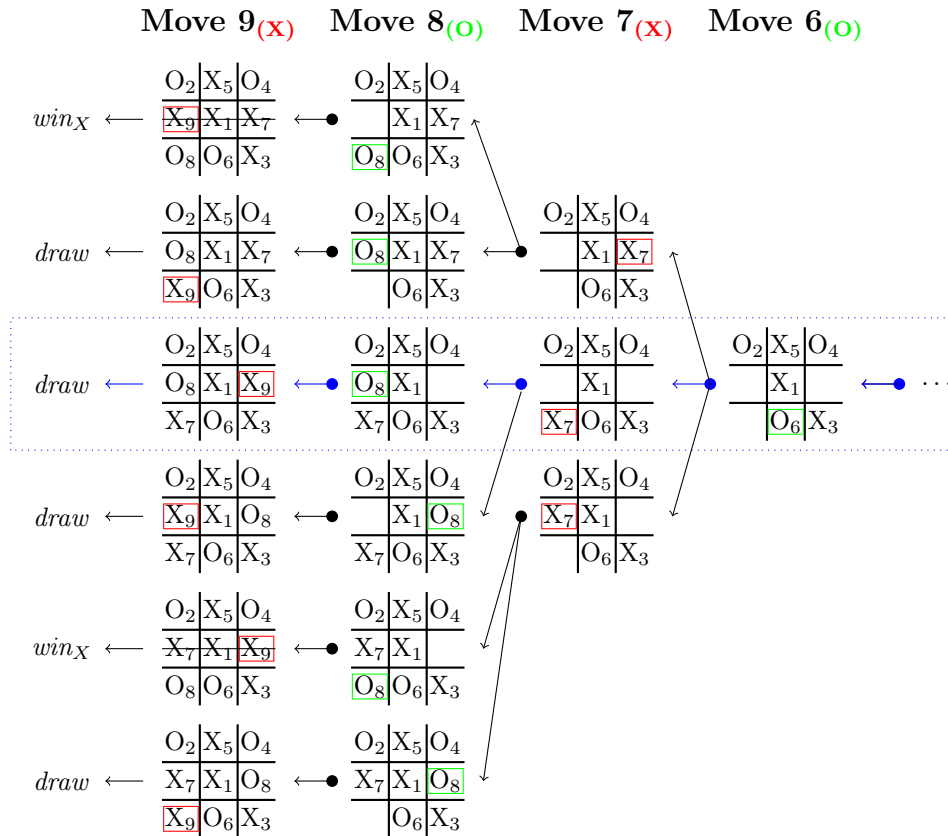 Move 9(X) Move 8(O) Move 7(X) Move 6(O)
O2 X5 O4 O2 X5 O4
winX X9 X1 X7 X1 X7
O8 O6 X3 O8 O6 X3
O2 X5 O4 O2 X5 O4 O2 X5 O4
draw O8 X1 X7 O8 X1 X7 X1 X7
X9 O6 X3 O6 X3 O6 X3
O2 X5 O4 O2 X5 O4 O2 X5 O4 O2 X5 O4
draw O8 X1 X9 O8 X1 X1 X1 ...
X7 O6 X3 X7 O6 X3 X7 O6 X3 O6 X3
O2 X5 O4 O2 X5 O4 O2 X5 O4
draw X9 X1 O8 X1 O8 X7 X1
X7 O6 X3 X7 O6 X3 O6 X3
O2 X5 O4 O2 X5 O4
winX X7 X1 X9 X7 X1
O8 O6 X3 O8 O6 X3
O2 X5 O4 O2 X5 O4
draw X7 X1 O8 X7 X1 O8
X9 O6 X3 O6 X3